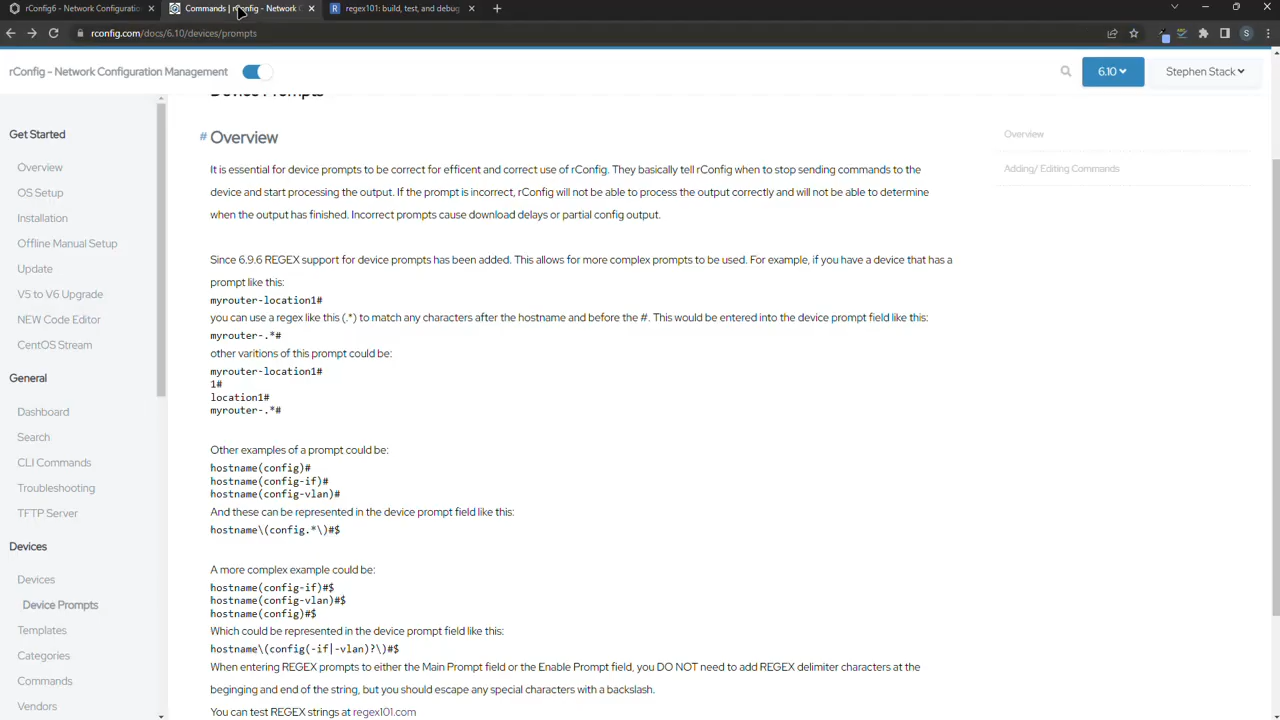 rConfig6 - Network Configuration
Commands | rConfig - Network C
regex101: build, test, and debug
rconfig.com/docs/6.10/devices/prompts
S
rConfig - Network Configuration Management
6.10
Stephen Stack
Get Started
Overview
OS Setup
Installation
Offline Manual Setup
Update
V5 to V6 Upgrade
NEW Code Editor
CentOS Stream
General
Dashboard
Search
CLI Commands
Troubleshooting
TFTP Server
Devices
Devices
Device Prompts
Templates
Categories
Commands
Vendors
Device Prompts
# Overview
It is essential for device prompts to be correct for efficent and correct use of rConfig. They basically tell rConfig when to stop sending commands to the
device and start processing the output. If the prompt is incorrect, rConfig will not be able to process the output correctly and will not be able to determine
when the output has finished. Incorrect prompts cause download delays or partial config output.
Since 6.9.6 REGEX support for device prompts has been added. This allows for more complex prompts to be used. For example, if you have a device that has a
prompt like this:
myrouter-location1#
you can use a regex like this (.*) to match any characters after the hostname and before the #. This would be entered into the device prompt field like this:
myrouter-.*#
other varitions of this prompt could be:
myrouter-location1#
1#
location1#
myrouter-.*#
Other examples of a prompt could be:
hostname(config)#
hostname(config-if)#
hostname(config-vlan)#
And these can be represented in the device prompt field like this:
hostname\(config.*\)#$
A more complex example could be:
hostname(config-if)#$
hostname(config-vlan)#$
hostname(config)#$
Which could be represented in the device prompt field like this:
hostname\(config(-if|-vlan)?\)#$
When entering REGEX prompts to either the Main Prompt field or the Enable Prompt field, you DO NOT need to add REGEX delimiter characters at the
beginging and end of the string, but you should escape any special characters with a backslash.
You can test REGEX strings at regex101.com
Overview
Adding/ Editing Commands